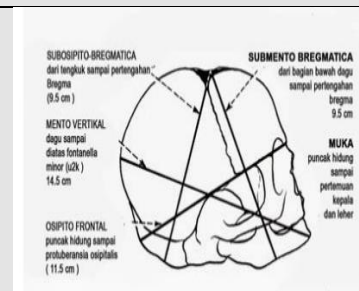 SUBOSIPITO-BREGMATICA
dari tengkuk sampai pertengahan
Bregma
(9.5 cm )
MENTO VERTIKAL
dagu sampai
diatas fontanella
minor (u2k )
14.5 cm
OSIPITO FRONTAL
puncak hidung sampai
protuberansia osipitalis
( 11.5 cm )
SUBMENTO BREGMATICA
dari bagian bawah dagu
sampai pertengahan
bregma
9.5 cm
MUKA
puncak hidung
sampai
pertemuan
kepala
dan leher